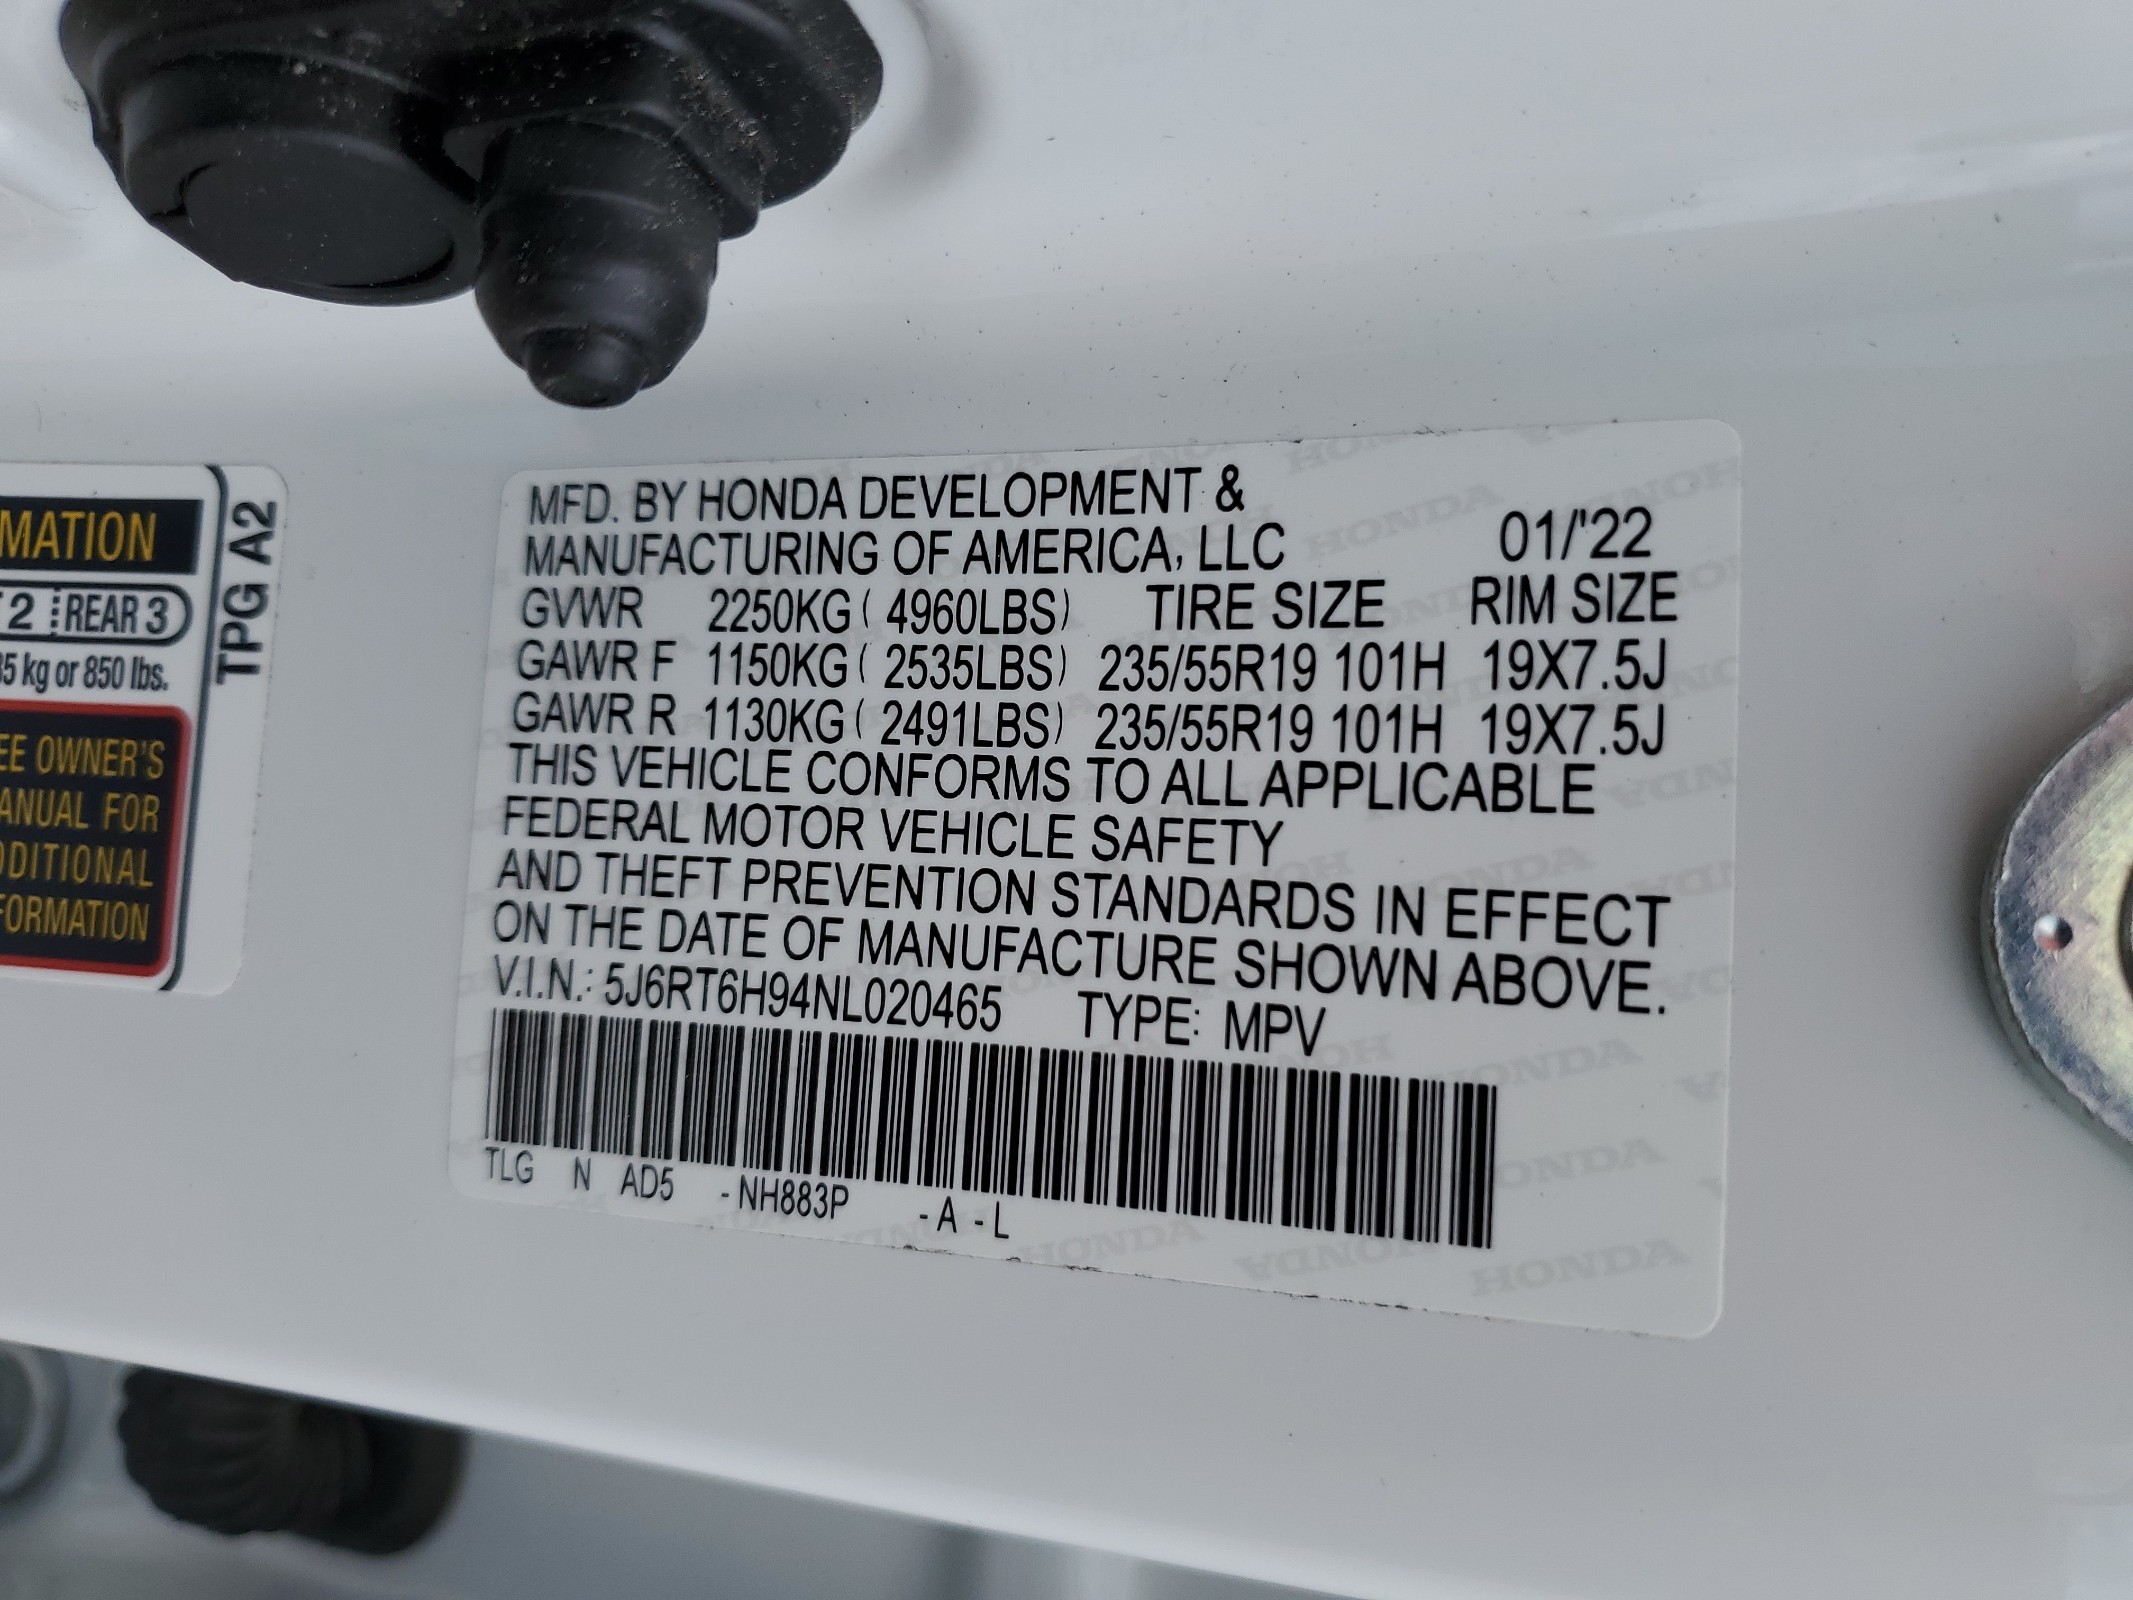 MATION
2 REAR 3
5 kg or 850 lbs.
EE OWNER'S
ANUAL FOR
DDITIONAL
FORMATION
TPG A2
MFD. BY HONDA DEVELOPMENT &
MANUFACTURING OF AMERICA, LLC 01/'22
GVWR 2250KG ( 4960LBS) TIRE SIZE RIM SIZE
GAWR F 1150KG ( 2535LBS) 235/55R19 101H 19X7.5J
GAWR R 1130KG ( 2491LBS) 235/55R19 101H 19X7.5J
THIS VEHICLE CONFORMS TO ALL APPLICABLE
FEDERAL MOTOR VEHICLE SAFETY
AND THEFT PREVENTION STANDARDS IN EFFECT
ON THE DATE OF MANUFACTURE SHOWN ABOVE.
V.I.N.: 5J6RT6H94NL020465 TYPE: MPV
TLG N AD5 - NH883P - A - L